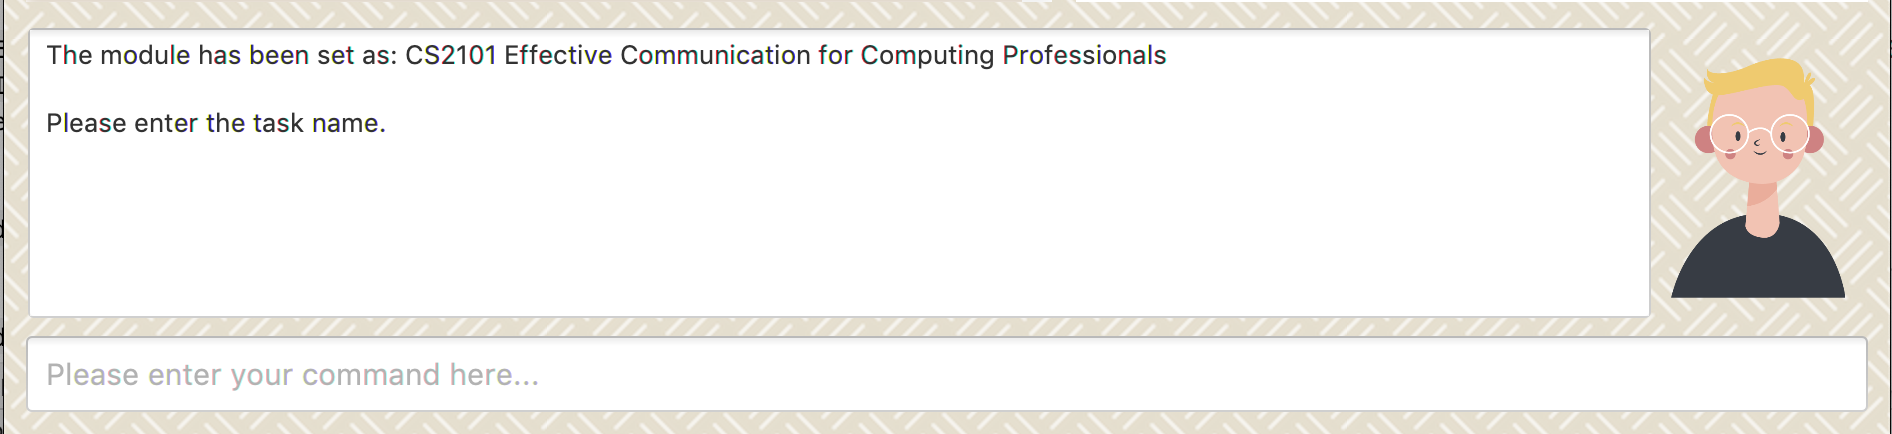 The module has been set as: CS2101 Effective Communication for Computing Professionals
Please enter the task name.
Please enter your command here...